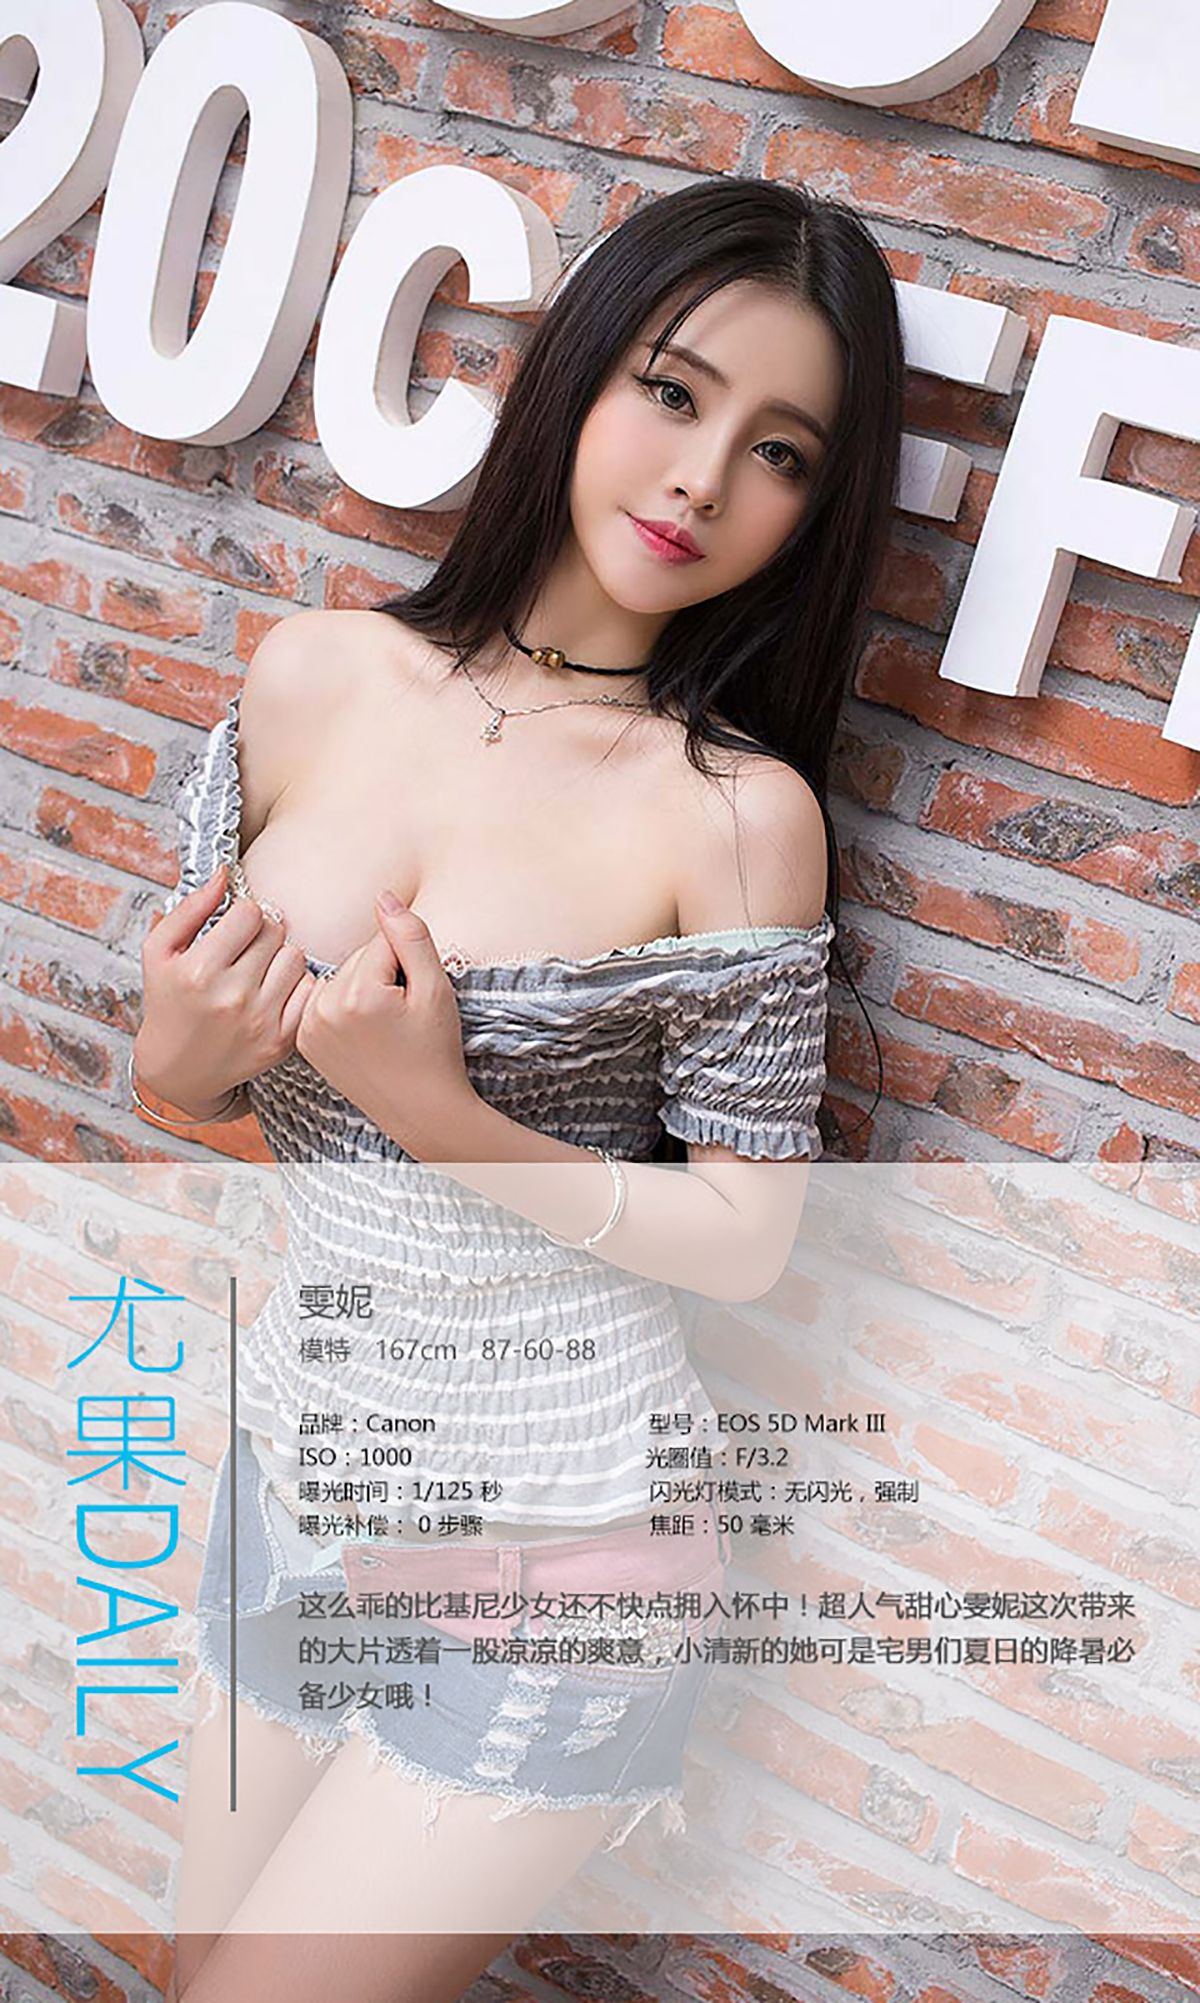 20C FF
尤果DAILY
雯妮
模特 167cm 87-60-88
品牌：Canon 型号：EOS 5D Mark III
ISO：1000 光圈值：F/3.2
曝光时间：1/125 秒 闪光灯模式：无闪光，强制
曝光补偿： 0 步骤 焦距：50 毫米
这么乖的比基尼少女还不快点拥入怀中！超人气甜心雯妮这次带来
的大片透着一股凉凉的爽意，小清新的她可是宅男们夏日的降暑必
备少女哦！